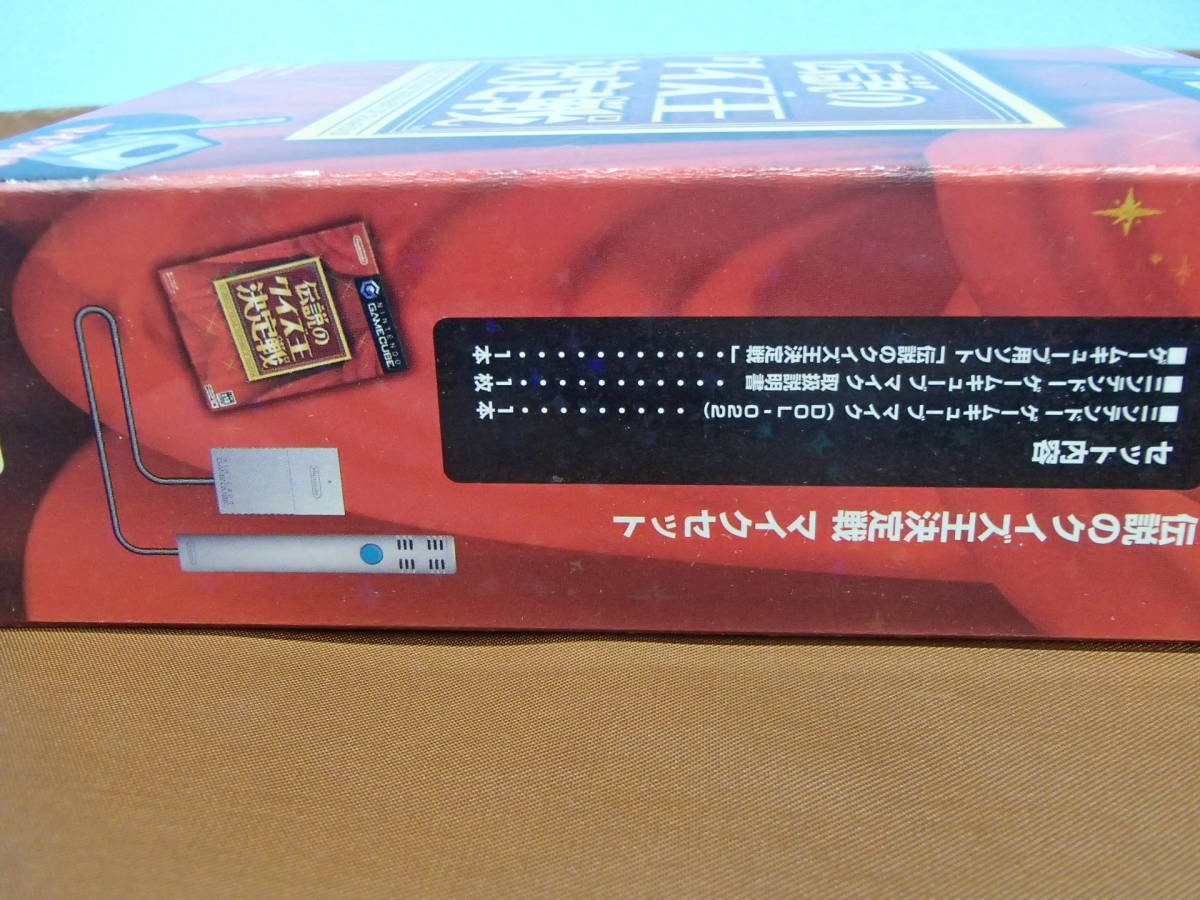 伝説の
クイズ王
決定戦
伝説のクイズ王決定戦 マイクセット
セット内容
■ニンテンドーゲームキューブ マイク（DOL-022）・・・・・・・・・1本
■ニンテンドーゲームキューブ マイク 取扱説明書・・・・・・・・・・・1枚
■ゲームキューブ用ソフト「伝説のクイズ王決定戦」・・・・・・・・・・・1本
Nintendo
NINTENDO
GAMECUBE
伝説の
クイズ王
決定戦
Nintendo